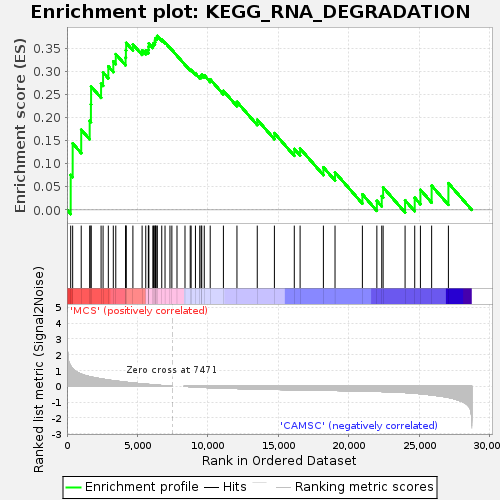 Enrichment plot: KEGG_RNA_DEGRADATION
Enrichment score (ES)
0.35
0.30
0.25
0.20
0.15
0.10
0.05
0.00
'MCS' (positively correlated)
Ranked list metric (Signal2Noise)
5
4
3
2
1
0
-1
-2
-3
Zero cross at 7471
'CAMSC' (negatively correlated)
0
5,000
10,000
15,000
20,000
25,000
30,000
Rank in Ordered Dataset
Enrichment profile
Hits
Ranking metric scores